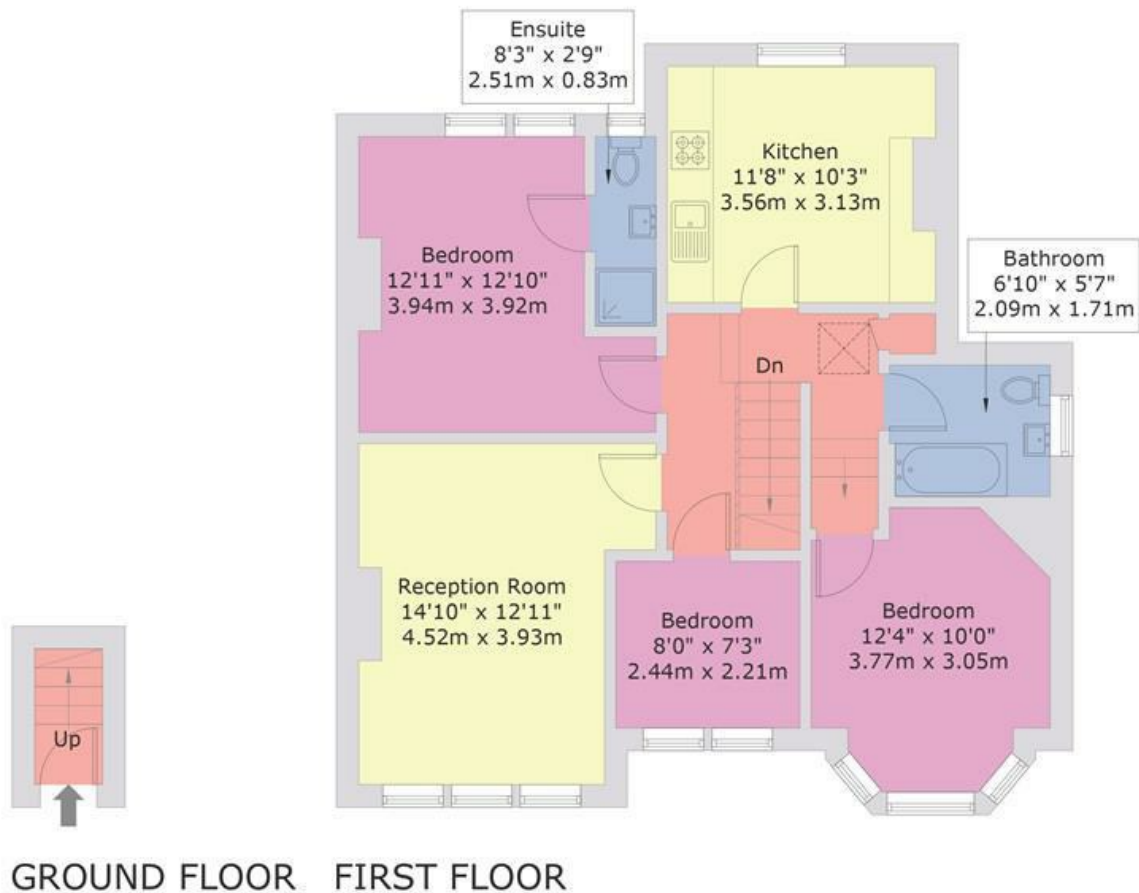 Ensuite
8'3" x 2'9"
2.51m x 0.83m
Kitchen
11'8" x 10'3"
3.56m x 3.13m
Bedroom
12'11" x 12'10"
3.94m x 3.92m
Bathroom
6'10" x 5'7"
2.09m x 1.71m
Dn
Reception Room
14'10" x 12'11"
4.52m x 3.93m
Bedroom
8'0" x 7'3"
2.44m x 2.21m
Bedroom
12'4" x 10'0"
3.77m x 3.05m
Up
GROUND FLOOR
FIRST FLOOR